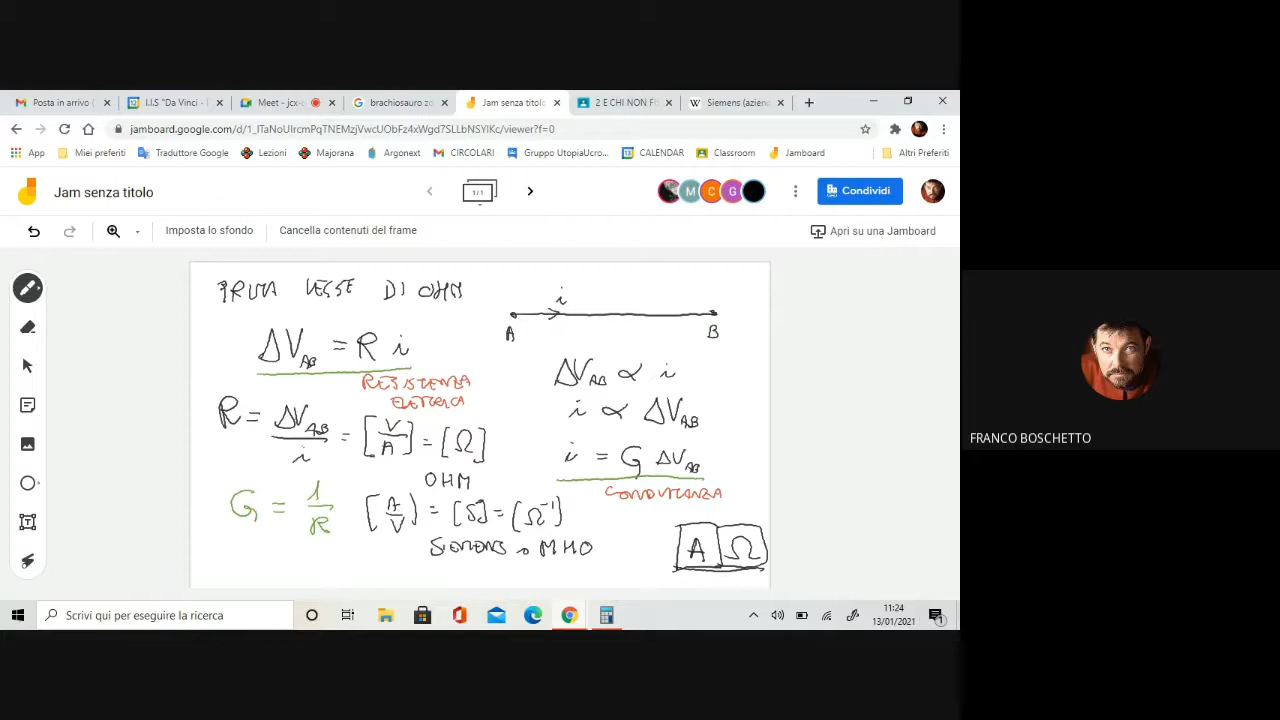 Posta in arrivo (
I.I.S "Da Vinci -
Meet - jcx-
brachiosauro zo
Jam senza titolo
2 E CHI NON F
Siemens (azien
jamboard.google.com/d/1_ITaNoUIrcmPqTNEMzjVwcUObFz4xWgd7SLLbNSYlKc/viewer?f=0
App
Miei preferiti
Traduttore Google
Lezioni
Majorana
Argonext
CIRCOLARI
Gruppo UtopiaUcro...
CALENDAR
Classroom
Jamboard
Altri Preferiti
Jam senza titolo
1/1
M C G
Condividi
Imposta lo sfondo
Cancella contenuti del frame
Apri su una Jamboard
PRIMA LEGGE DI OHM
i
A B
ΔV_AB = R i
RESISTENZA
ELETTRICA
ΔV_AB ∝ i
i ∝ ΔV_AB
R = ΔV_AB / i = [V/A] = [Ω]
OHM
i = G ΔV_AB
CONDUTTANZA
G = 1/R [A/V] = [S] = [Ω⁻¹]
SIEMENS o MHO
A Ω
FRANCO BOSCHETTO
Scrivi qui per eseguire la ricerca
11:24
13/01/2021
1